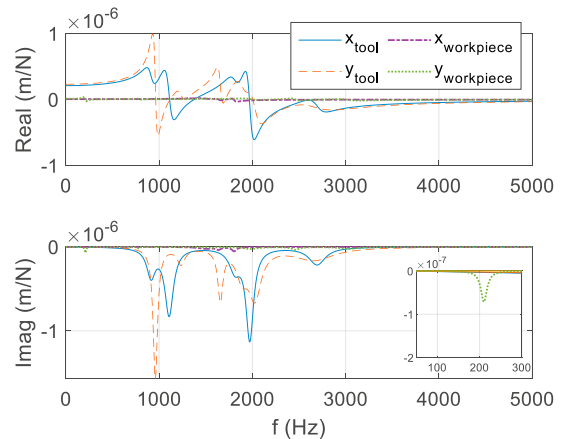 ×10^-6
1
0
-1
Real (m/N)
x_tool
x_workpiece
y_tool
y_workpiece
0 1000 2000 3000 4000 5000
×10^-6
0
-1
Imag (m/N)
×10^-7
0
-1
-2
100 200 300
0 1000 2000 3000 4000 5000
f (Hz)